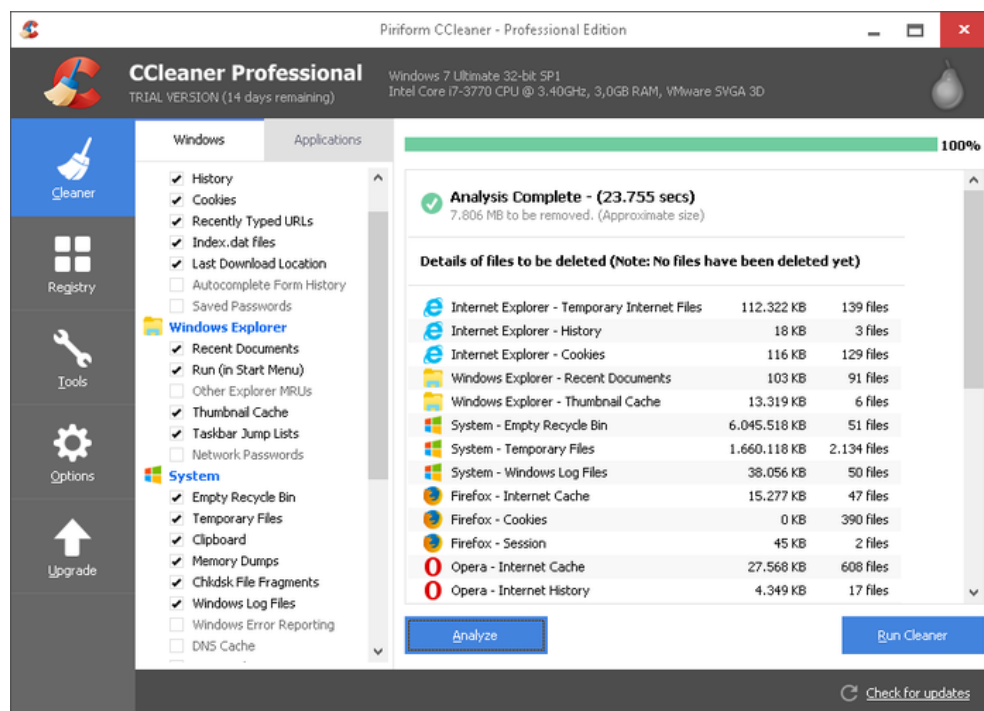 Piriform CCleaner - Professional Edition
CCleaner Professional
TRIAL VERSION (14 days remaining)
Windows 7 Ultimate 32-bit SP1
Intel Core i7-3770 CPU @ 3.40GHz, 3,0GB RAM, VMware SVGA 3D
Cleaner
Registry
Tools
Options
Upgrade
Windows
Applications
History
Cookies
Recently Typed URLs
Index.dat files
Last Download Location
Autocomplete Form History
Saved Passwords
Windows Explorer
Recent Documents
Run (in Start Menu)
Other Explorer MRUs
Thumbnail Cache
Taskbar Jump Lists
Network Passwords
System
Empty Recycle Bin
Temporary Files
Clipboard
Memory Dumps
Chkdsk File Fragments
Windows Log Files
Windows Error Reporting
DNS Cache
100%
Analysis Complete - (23.755 secs)
7.806 MB to be removed. (Approximate size)
Details of files to be deleted (Note: No files have been deleted yet)
Internet Explorer - Temporary Internet Files 112.322 KB 139 files
Internet Explorer - History 18 KB 3 files
Internet Explorer - Cookies 116 KB 129 files
Windows Explorer - Recent Documents 103 KB 91 files
Windows Explorer - Thumbnail Cache 13.319 KB 6 files
System - Empty Recycle Bin 6.045.518 KB 51 files
System - Temporary Files 1.660.118 KB 2.134 files
System - Windows Log Files 38.056 KB 50 files
Firefox - Internet Cache 15.277 KB 47 files
Firefox - Cookies 0 KB 390 files
Firefox - Session 45 KB 2 files
Opera - Internet Cache 27.568 KB 608 files
Opera - Internet History 4.349 KB 17 files
Analyze
Run Cleaner
Check for updates